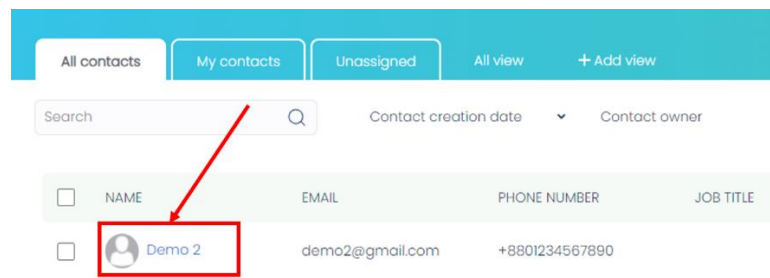 All contacts My contacts Unassigned All view + Add view
Search Contact creation date Contact owner
NAME EMAIL PHONE NUMBER JOB TITLE
Demo 2 demo2@gmail.com +8801234567890